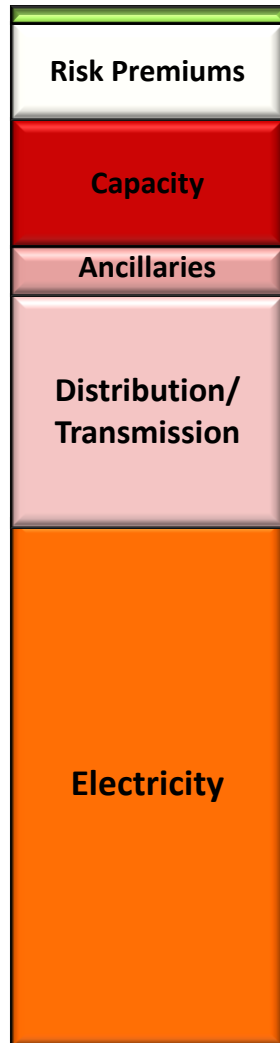 Risk Premiums
Capacity
Ancillaries
Distribution/
Transmission
Electricity